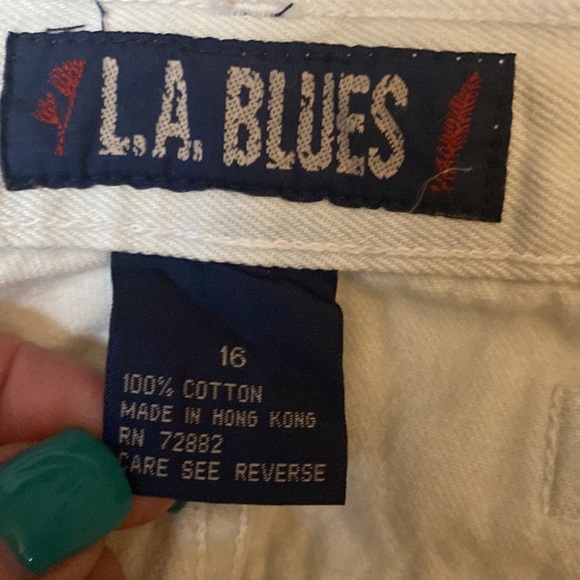 L.A. BLUES
16
100% COTTON
MADE IN HONG KONG
RN 72882
CARE SEE REVERSE